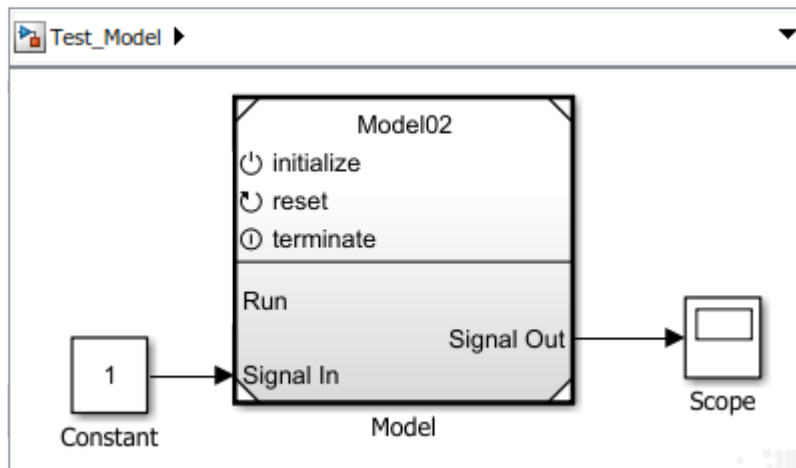 Test_Model
Model02
initialize
reset
terminate
Run
Signal Out
1
Signal In
Constant
Model
Scope